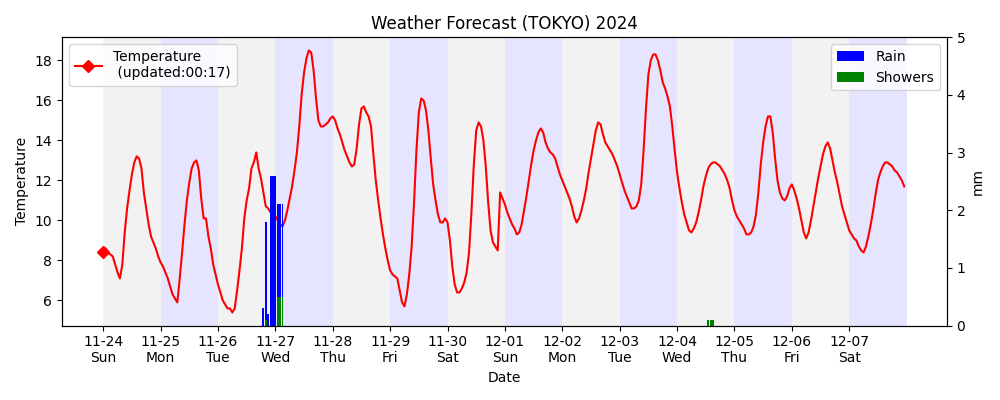 Weather Forecast (TOKYO) 2024
Temperature
(updated:00:17)
Rain
Showers
18
16
14
12
10
8
6
Temperature
5
4
3
2
1
0
mm
11-24 11-25 11-26 11-27 11-28 11-29 11-30 12-01 12-02 12-03 12-04 12-05 12-06 12-07
Sun Mon Tue Wed Thu Fri Sat Sun Mon Tue Wed Thu Fri Sat
Date